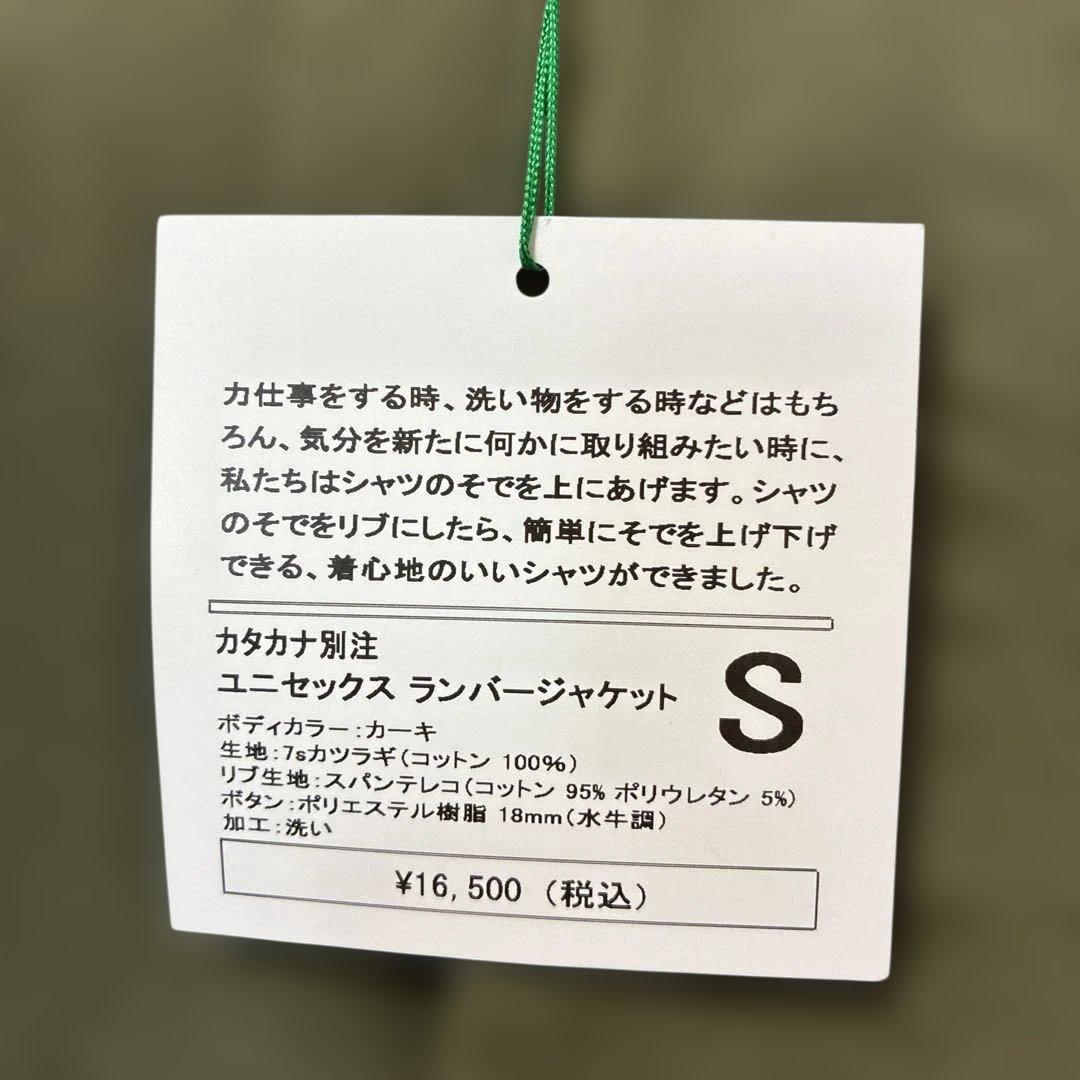 力仕事をする時、洗い物をする時などはもち
ろん、気分を新たに何かに取り組みたい時に、
私たちはシャツのそでを上にあげます。シャツ
のそでをリブにしたら、簡単にそでを上げ下げ
できる、着心地のいいシャツができました。
カタカナ別注
ユニセックス ランバージャケット
S
ボディカラー:カーキ
生地:7sカツラギ(コットン 100%)
リブ生地:スパンテレコ(コットン 95% ポリウレタン 5%)
ボタン:ポリエステル樹脂 18mm(水牛調)
加工:洗い
¥16,500 (税込)